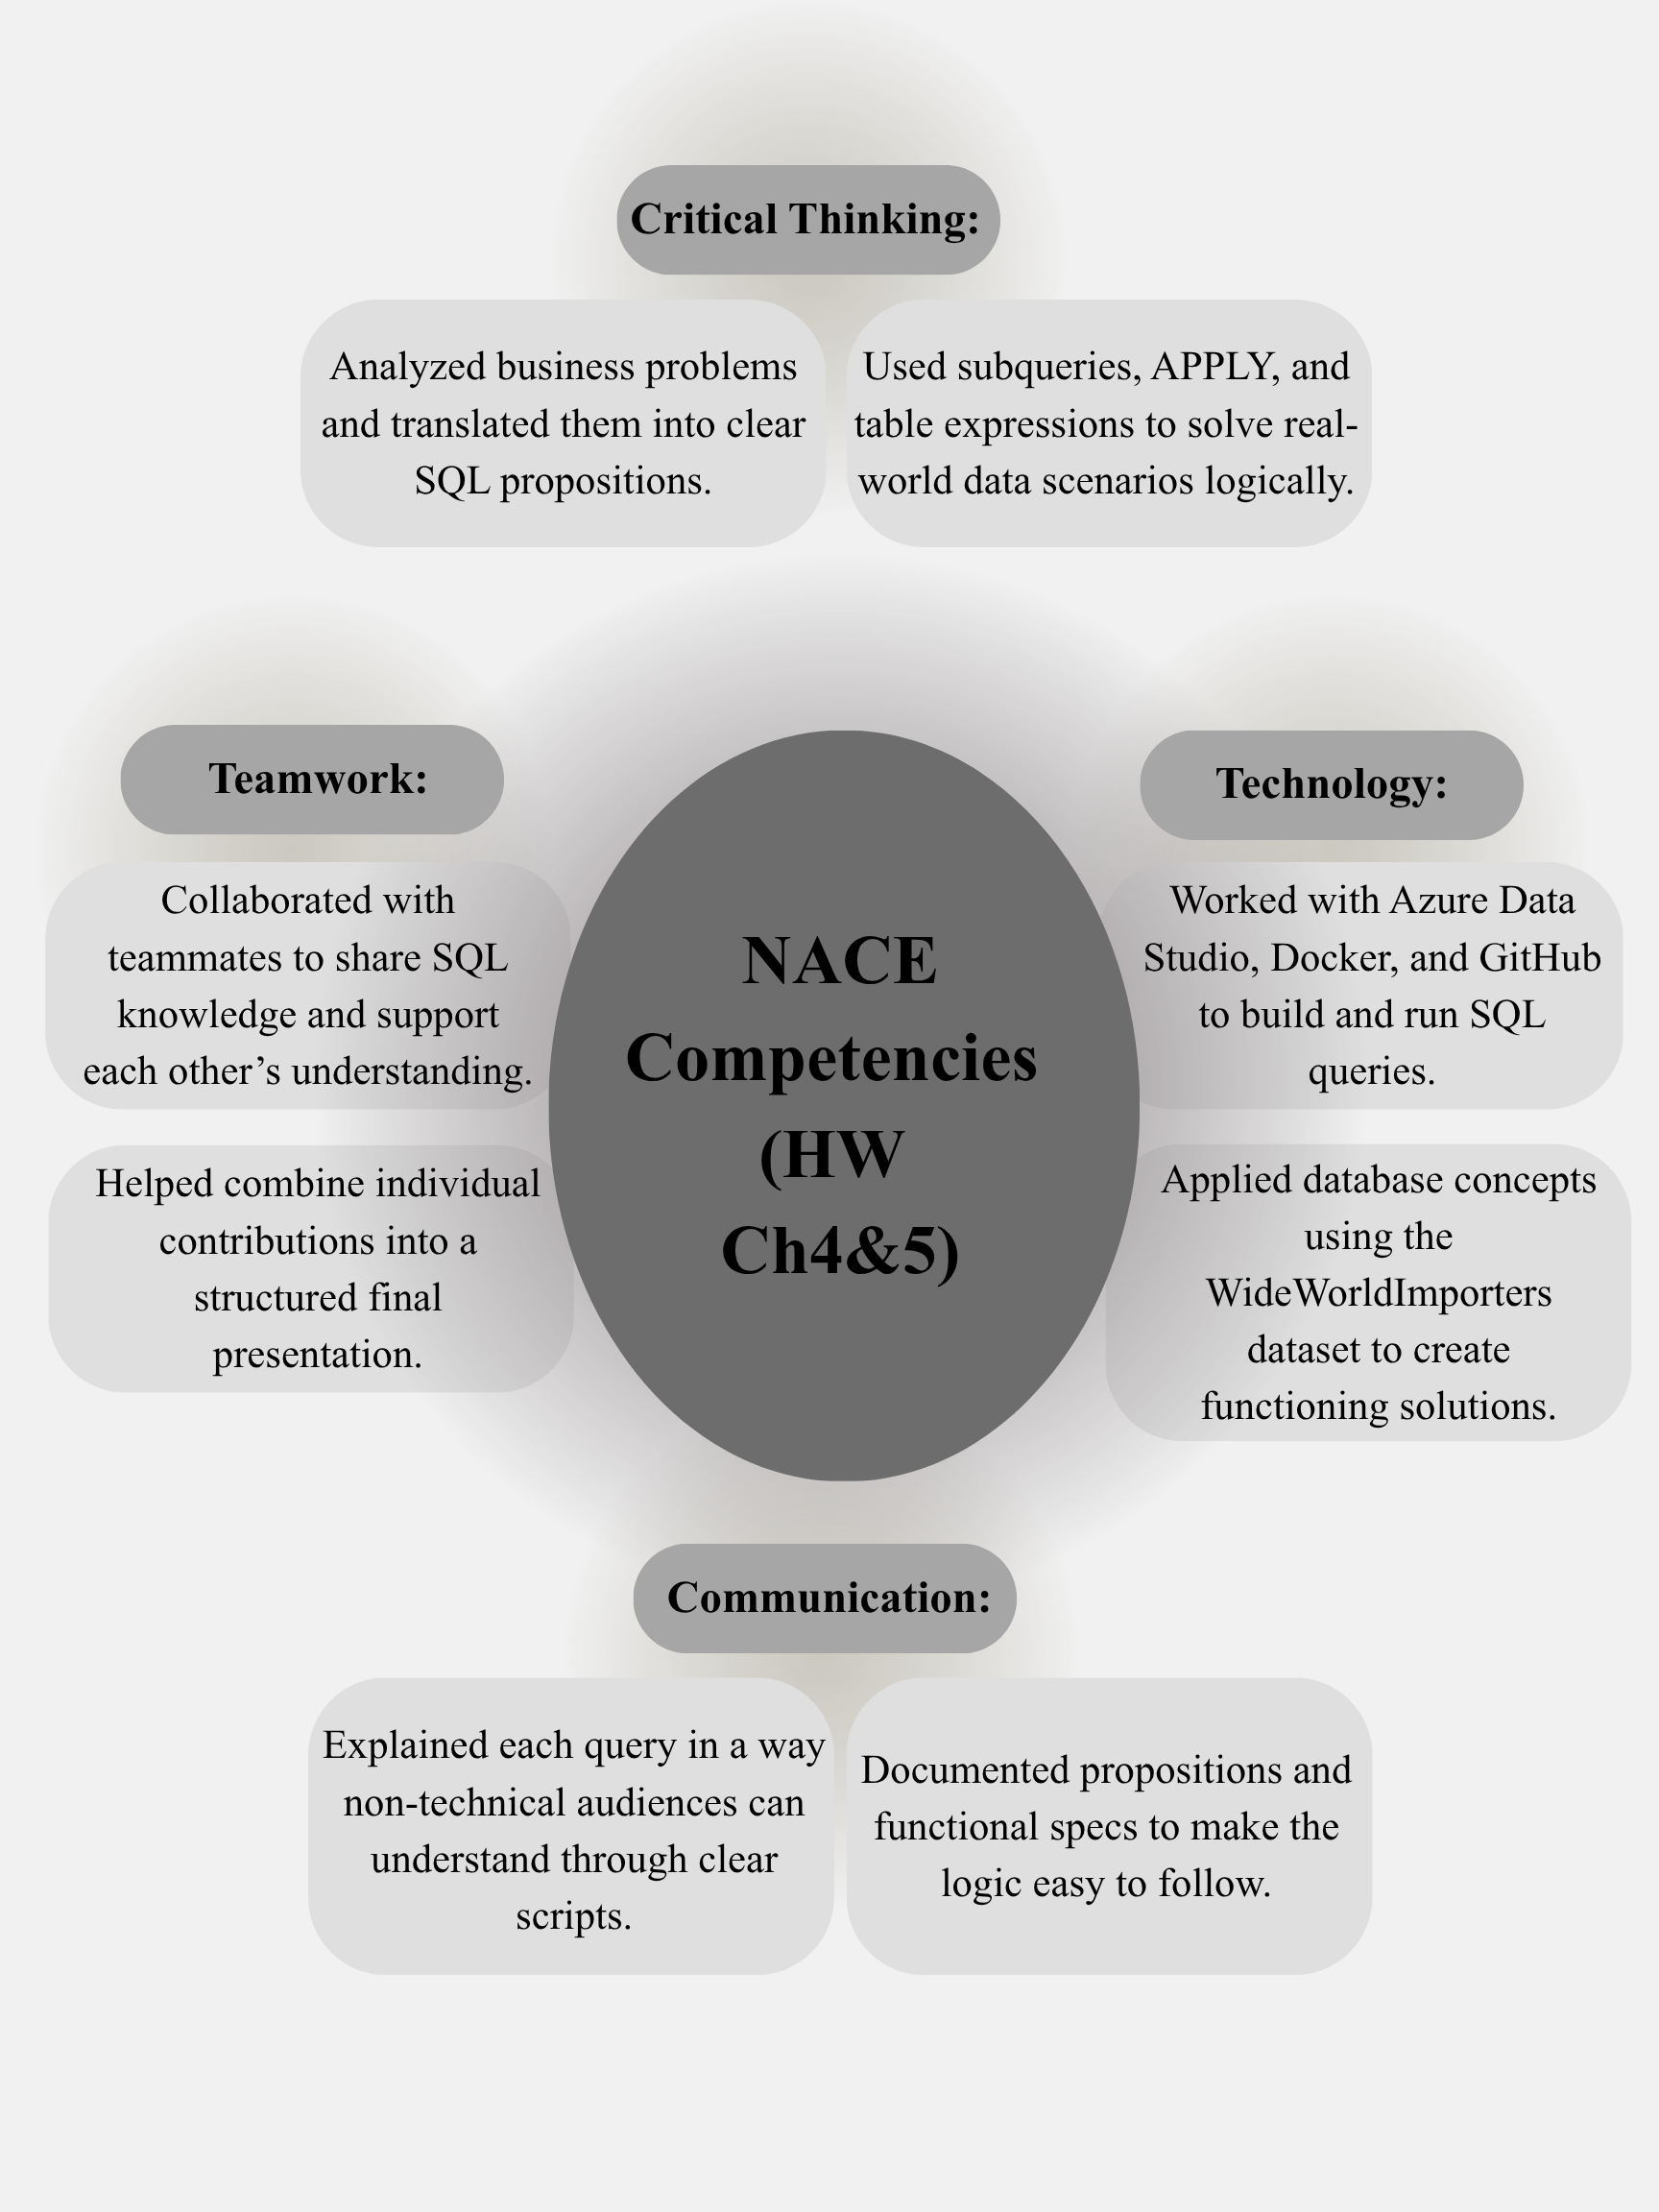 Critical Thinking:
Analyzed business problems
and translated them into clear
SQL propositions.
Used subqueries, APPLY, and
table expressions to solve real-
world data scenarios logically.
Teamwork:
Collaborated with
teammates to share SQL
knowledge and support
each other’s understanding.
Helped combine individual
contributions into a
structured final
presentation.
NACE
Competencies
(HW
Ch4&5)
Technology:
Worked with Azure Data
Studio, Docker, and GitHub
to build and run SQL
queries.
Applied database concepts
using the
WideWorldImporters
dataset to create
functioning solutions.
Communication:
Explained each query in a way
non-technical audiences can
understand through clear
scripts.
Documented propositions and
functional specs to make the
logic easy to follow.